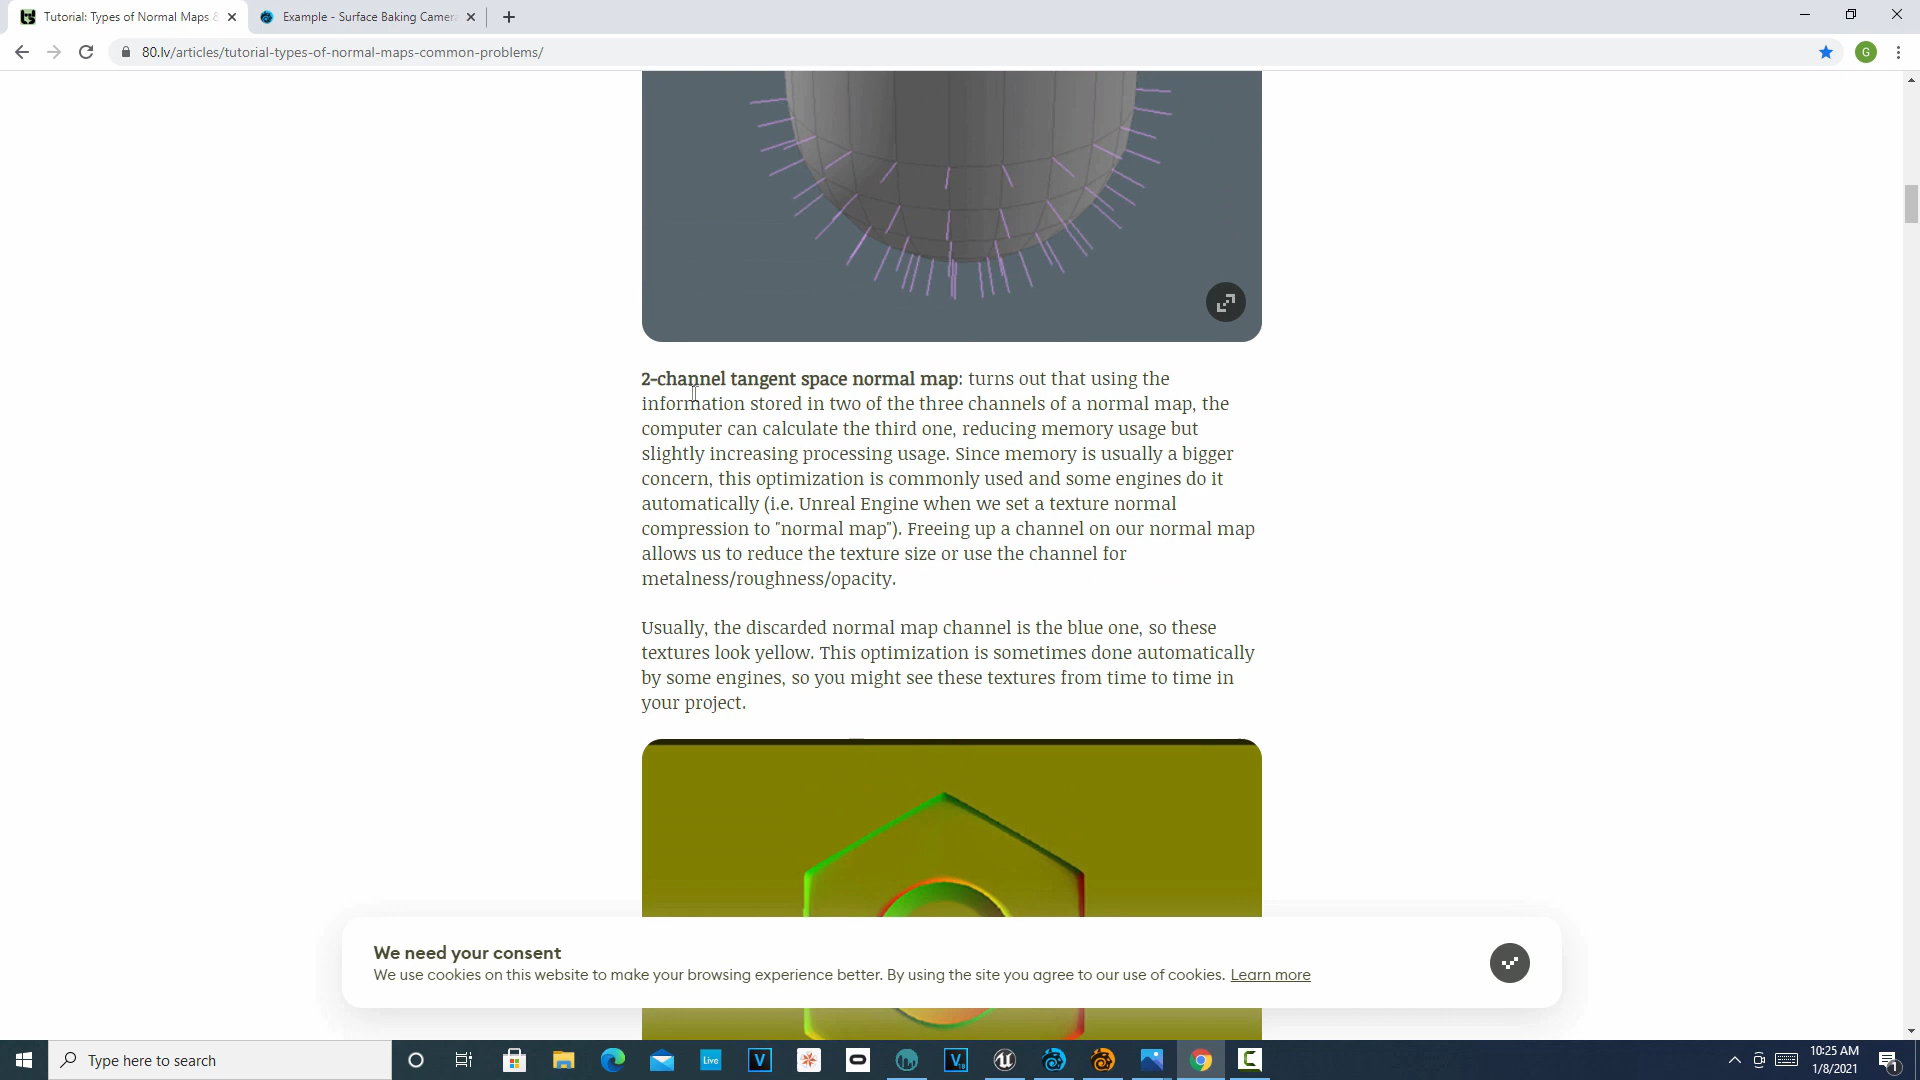 Tutorial: Types of Normal Maps &
Example - Surface Baking Camera
80.lv/articles/tutorial-types-of-normal-maps-common-problems/
G
2-channel tangent space normal map: turns out that using the
information stored in two of the three channels of a normal map, the
computer can calculate the third one, reducing memory usage but
slightly increasing processing usage. Since memory is usually a bigger
concern, this optimization is commonly used and some engines do it
automatically (i.e. Unreal Engine when we set a texture normal
compression to "normal map"). Freeing up a channel on our normal map
allows us to reduce the texture size or use the channel for
metalness/roughness/opacity.
Usually, the discarded normal map channel is the blue one, so these
textures look yellow. This optimization is sometimes done automatically
by some engines, so you might see these textures from time to time in
your project.
We need your consent
We use cookies on this website to make your browsing experience better. By using the site you agree to our use of cookies. Learn more
Type here to search
Live
V
V
10:25 AM
1/8/2021
1